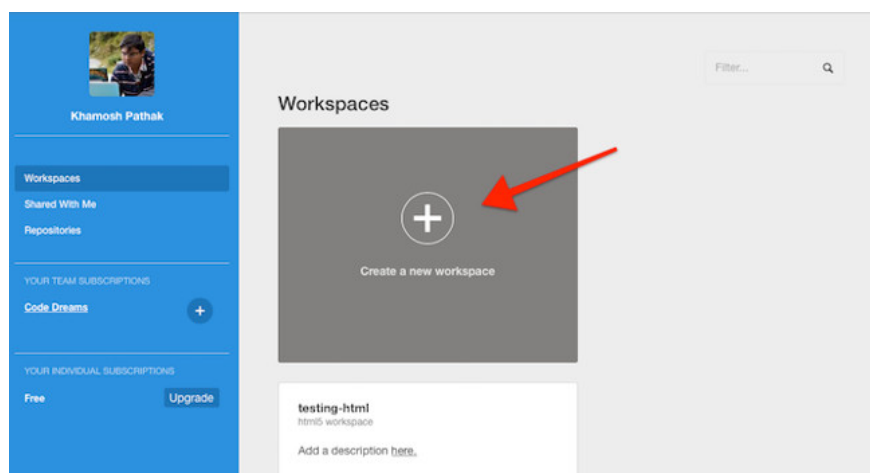 Khamosh Pathak
Workspaces
Shared With Me
Repositories
YOUR TEAM SUBSCRIPTIONS
Code Dreams
+
YOUR INDIVIDUAL SUBSCRIPTIONS
Free Upgrade
Filter...
Workspaces
Create a new workspace
testing-html
html5 workspace
Add a description here.